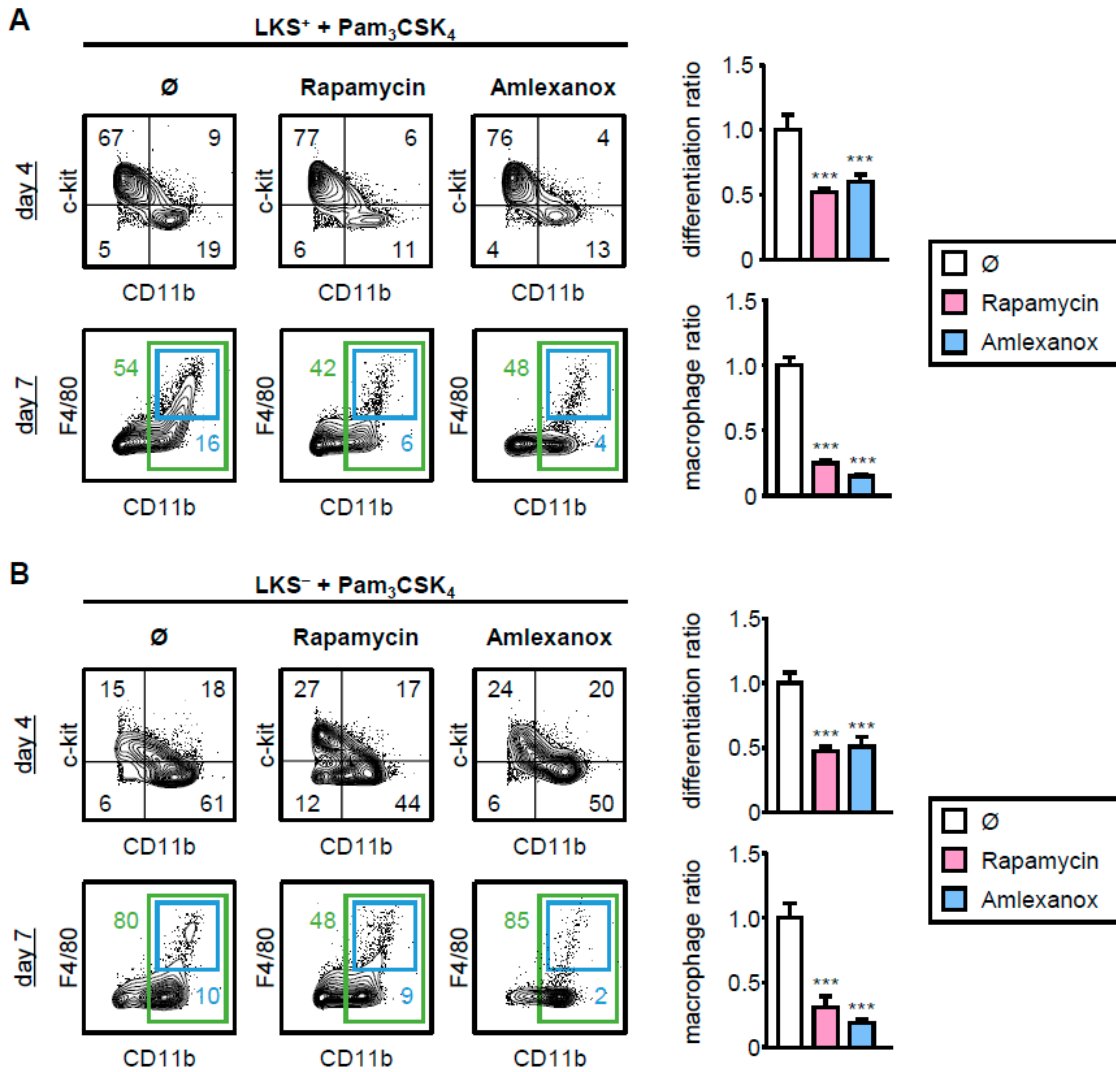 A
LKS⁺ + Pam₃CSK₄
Ø Rapamycin Amlexanox
day 4
c-kit 67 9 5 19 CD11b
c-kit 77 6 6 11 CD11b
c-kit 76 4 4 13 CD11b
differentiation ratio
1.5
1.0
0.5
0
*** ***
day 7
F4/80 54 16 CD11b
F4/80 42 6 CD11b
F4/80 48 4 CD11b
macrophage ratio
1.5
1.0
0.5
0
*** ***
Ø
Rapamycin
Amlexanox
B
LKS⁻ + Pam₃CSK₄
Ø Rapamycin Amlexanox
day 4
c-kit 15 18 6 61 CD11b
c-kit 27 17 12 44 CD11b
c-kit 24 20 6 50 CD11b
differentiation ratio
1.5
1.0
0.5
0
*** ***
day 7
F4/80 80 10 CD11b
F4/80 48 9 CD11b
F4/80 85 2 CD11b
macrophage ratio
1.5
1.0
0.5
0
*** ***
Ø
Rapamycin
Amlexanox